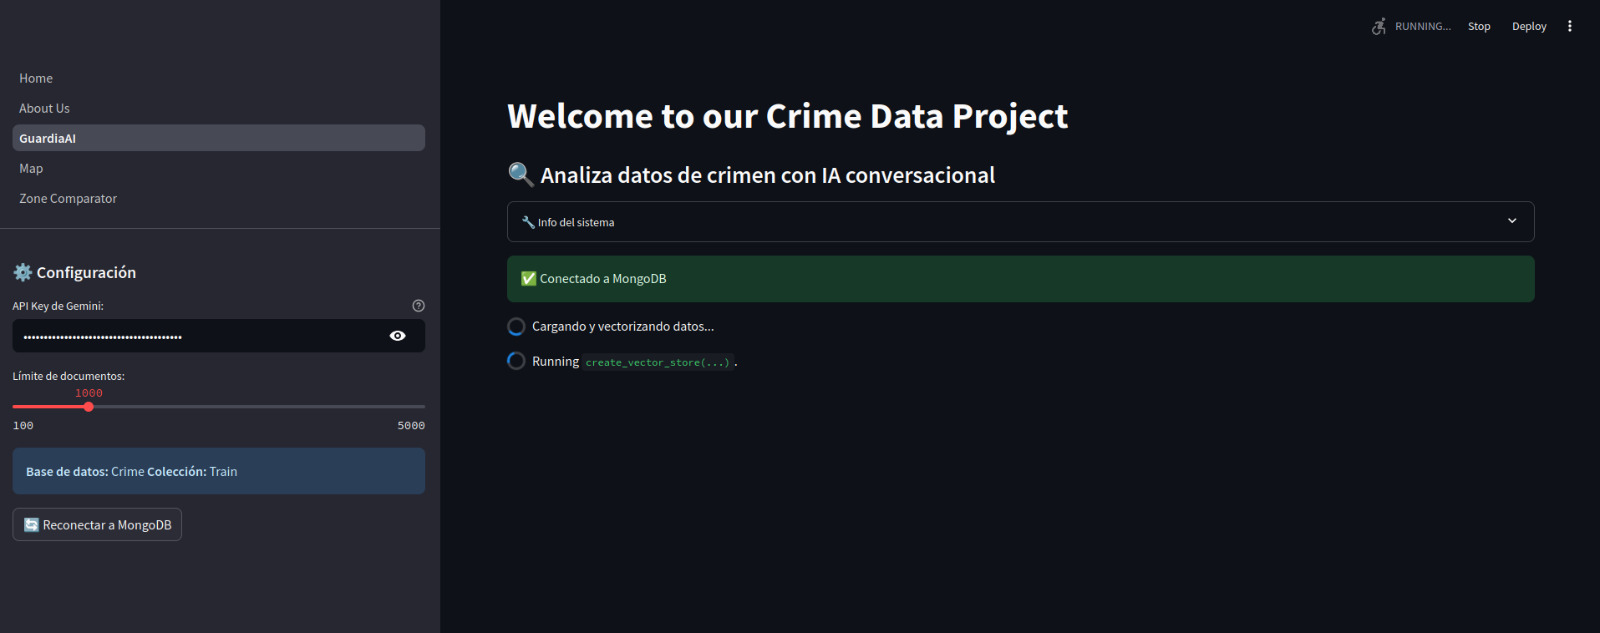 Home
About Us
GuardiaAI
Map
Zone Comparator
⚙️ Configuración
API Key de Gemini:
••••••••••••••••••••••••••••••••••••••
Límite de documentos:
1000
100 5000
Base de datos: Crime Colección: Train
🔄 Reconectar a MongoDB
RUNNING... Stop Deploy
Welcome to our Crime Data Project
🔍 Analiza datos de crimen con IA conversacional
🔧 Info del sistema
✅ Conectado a MongoDB
Cargando y vectorizando datos...
Running create_vector_store(...).